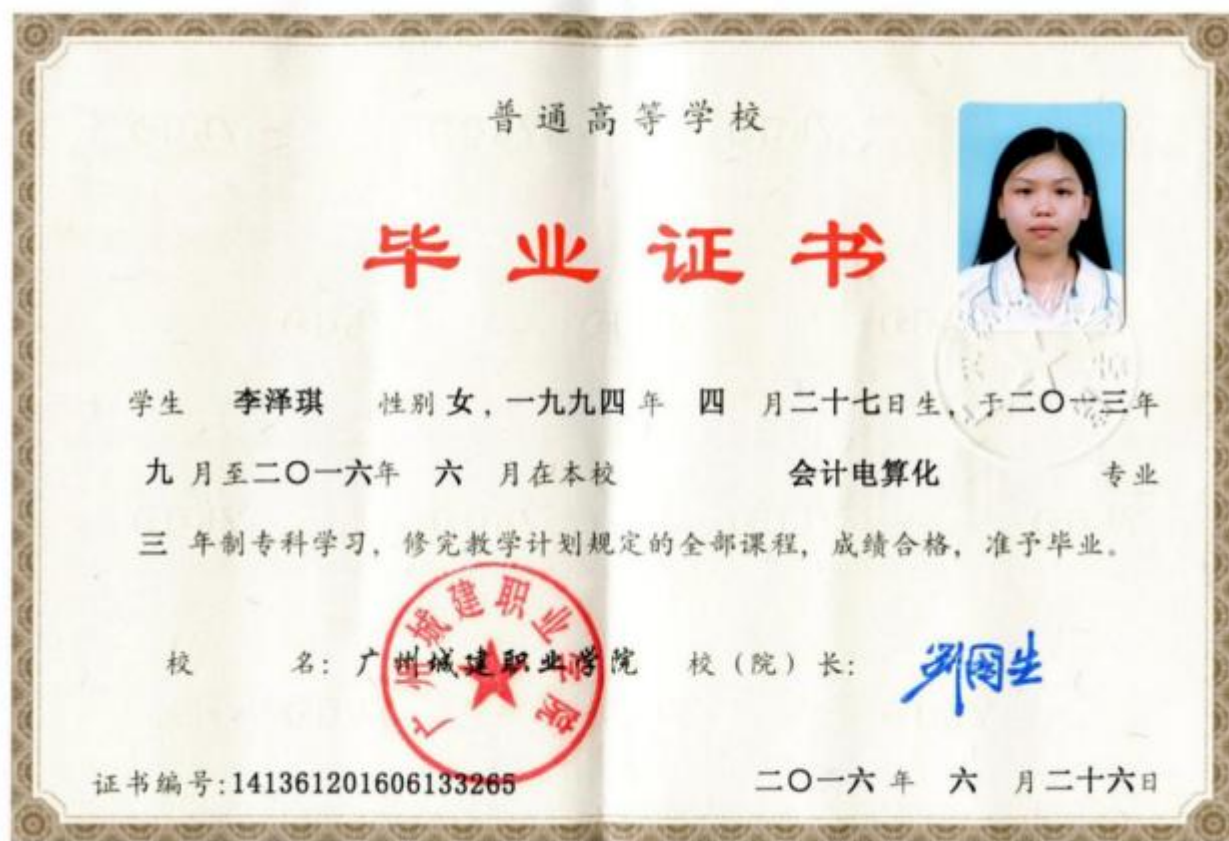 普通高等学校
毕业证书
学生 李泽琪 性别 女，一九九四 年 四 月 二十七 日生，于二〇一三年
九 月至二〇一六年 六 月在本校 会计电算化 专业
三 年制专科学习，修完教学计划规定的全部课程，成绩合格，准予毕业。
广州城建职业学院
校 名：广州城建职业学院 校（院）长：
证书编号:141361201606133265 二〇一六 年 六 月 二十六日